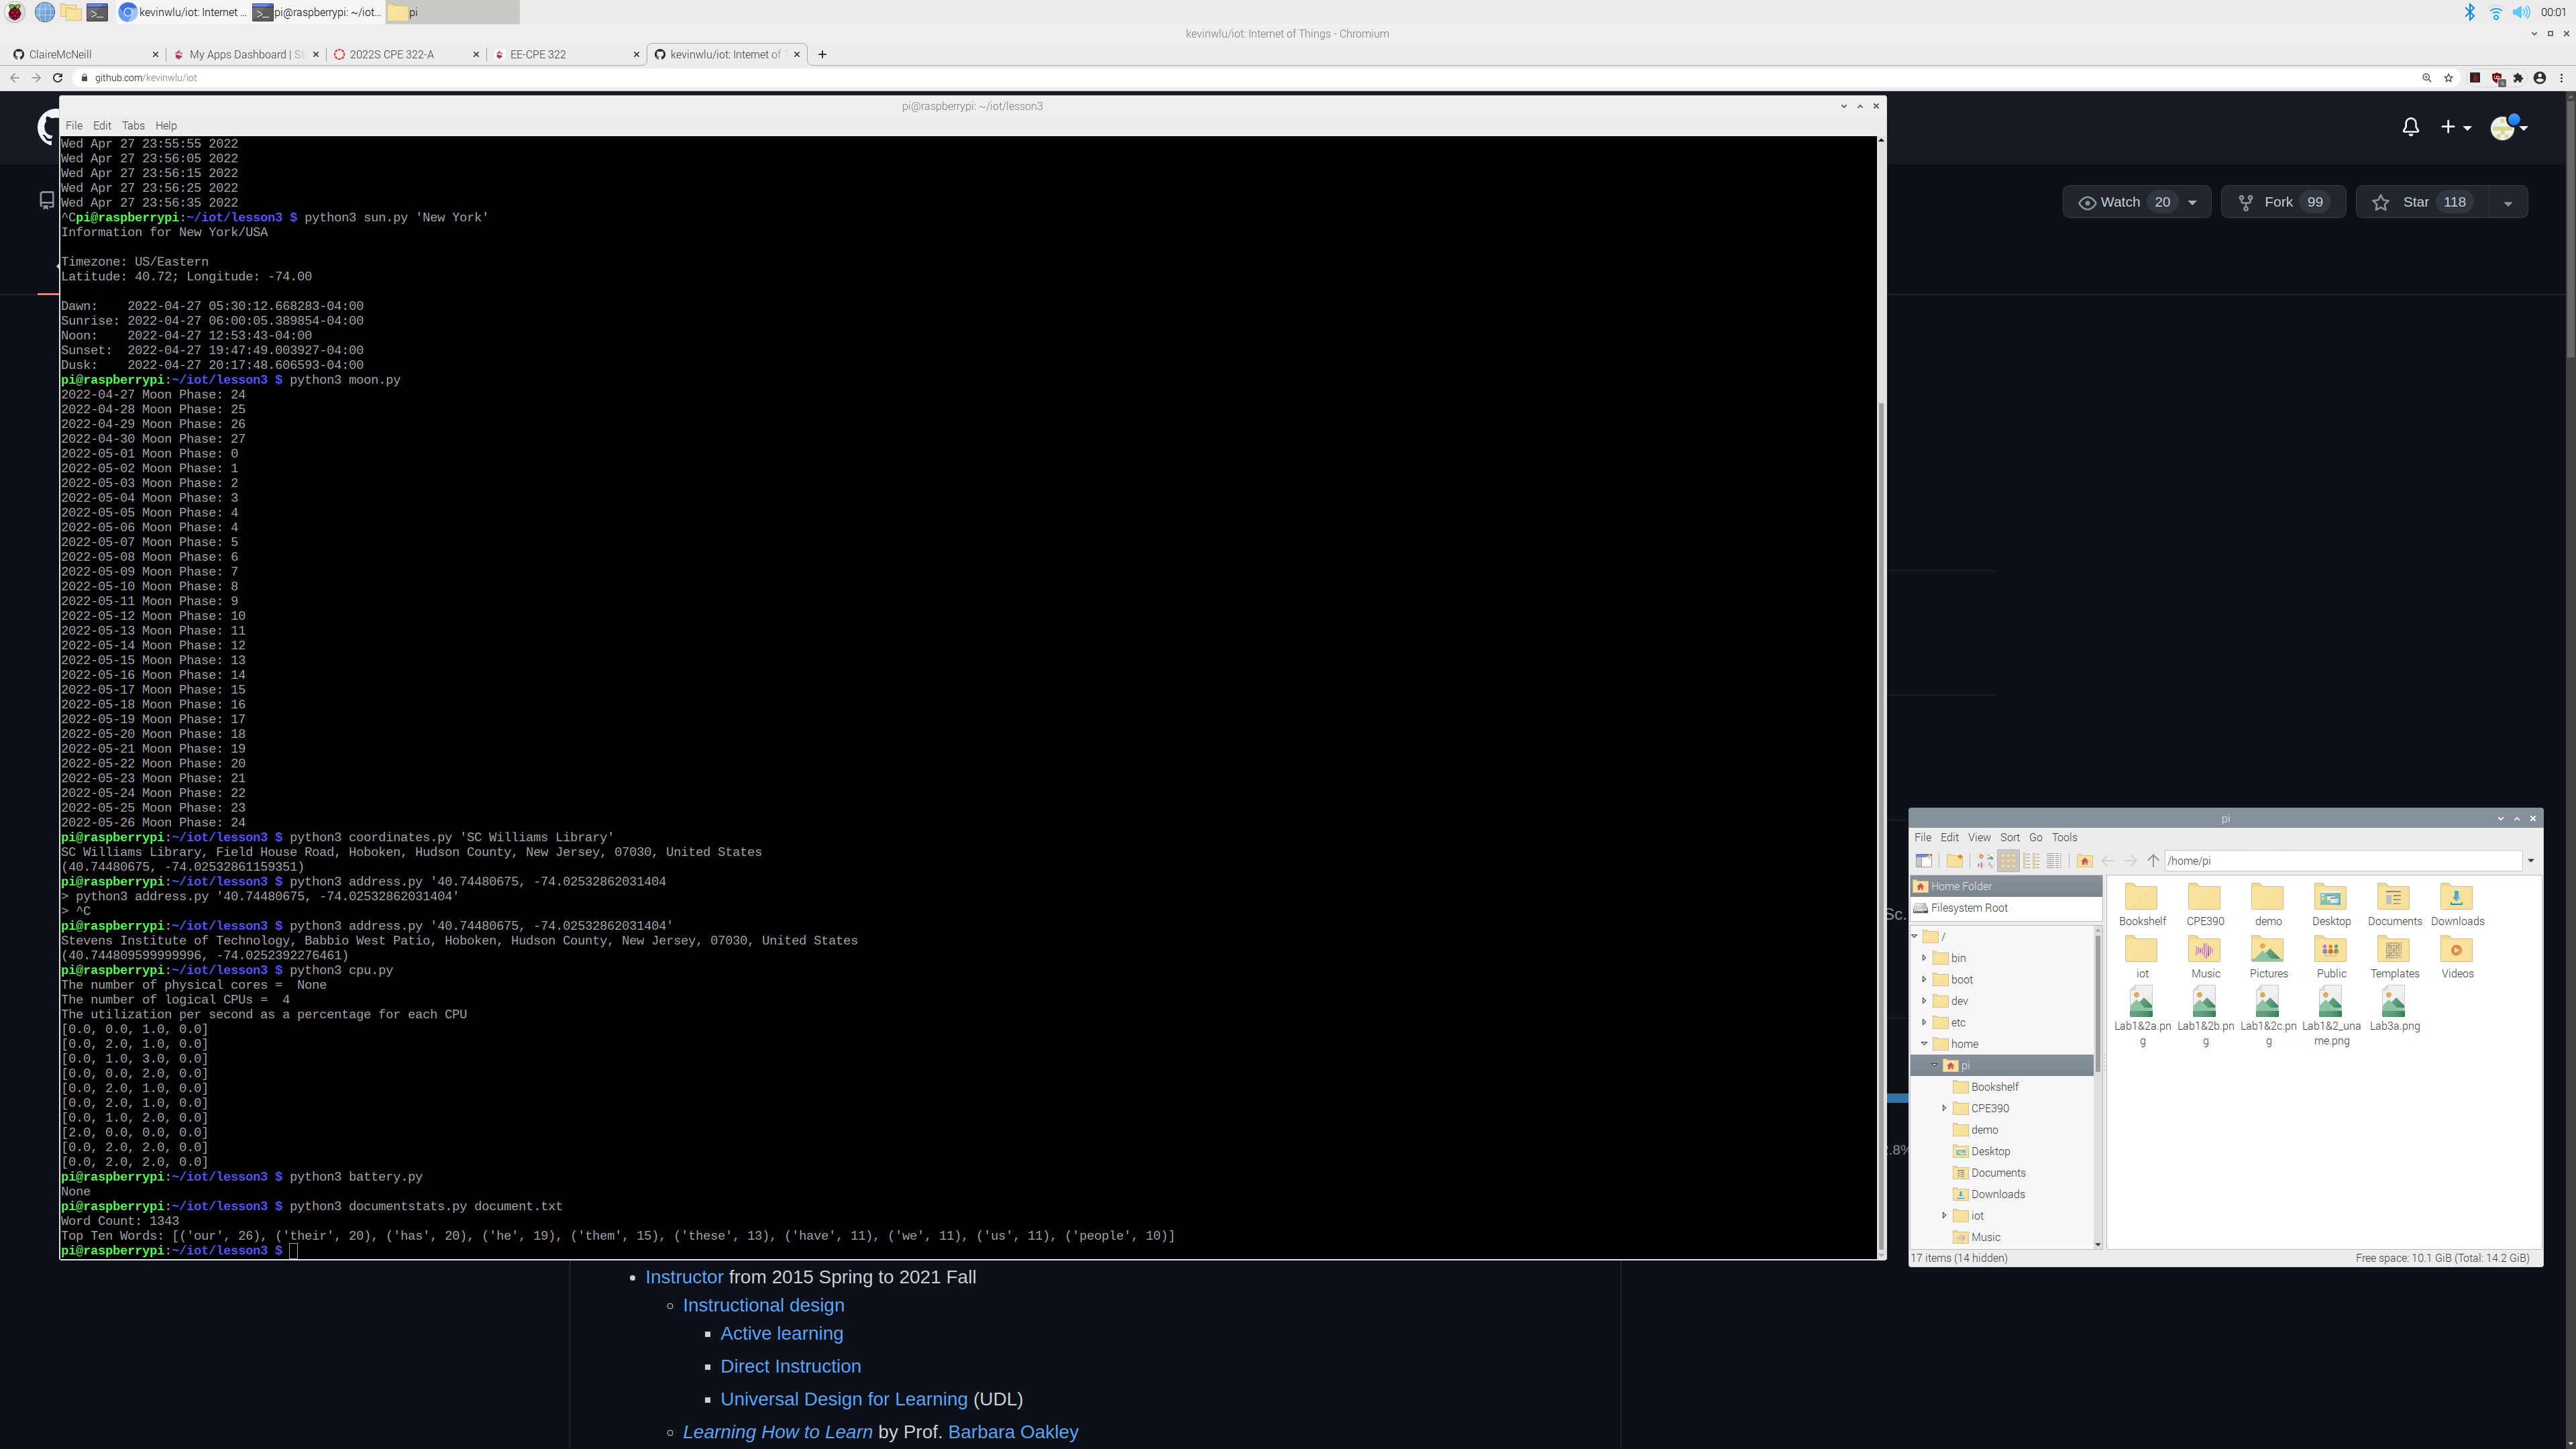 kevinwlu/iot: Internet ...
pi@raspberrypi: ~/iot...
pi
00:01
kevinwlu/iot: Internet of Things - Chromium
ClaireMcNeill
My Apps Dashboard | St
2022S CPE 322-A
EE-CPE 322
kevinwlu/iot: Internet of T
github.com/kevinwlu/iot
pi@raspberrypi: ~/iot/lesson3
File Edit Tabs Help
Wed Apr 27 23:55:55 2022
Wed Apr 27 23:56:05 2022
Wed Apr 27 23:56:15 2022
Wed Apr 27 23:56:25 2022
Wed Apr 27 23:56:35 2022
^Cpi@raspberrypi:~/iot/lesson3 $ python3 sun.py 'New York'
Information for New York/USA
Timezone: US/Eastern
Latitude: 40.72; Longitude: -74.00
Dawn:    2022-04-27 05:30:12.668283-04:00
Sunrise: 2022-04-27 06:00:05.389854-04:00
Noon:    2022-04-27 12:53:43-04:00
Sunset:  2022-04-27 19:47:49.003927-04:00
Dusk:    2022-04-27 20:17:48.606593-04:00
pi@raspberrypi:~/iot/lesson3 $ python3 moon.py
2022-04-27 Moon Phase: 24
2022-04-28 Moon Phase: 25
2022-04-29 Moon Phase: 26
2022-04-30 Moon Phase: 27
2022-05-01 Moon Phase: 0
2022-05-02 Moon Phase: 1
2022-05-03 Moon Phase: 2
2022-05-04 Moon Phase: 3
2022-05-05 Moon Phase: 4
2022-05-06 Moon Phase: 4
2022-05-07 Moon Phase: 5
2022-05-08 Moon Phase: 6
2022-05-09 Moon Phase: 7
2022-05-10 Moon Phase: 8
2022-05-11 Moon Phase: 9
2022-05-12 Moon Phase: 10
2022-05-13 Moon Phase: 11
2022-05-14 Moon Phase: 12
2022-05-15 Moon Phase: 13
2022-05-16 Moon Phase: 14
2022-05-17 Moon Phase: 15
2022-05-18 Moon Phase: 16
2022-05-19 Moon Phase: 17
2022-05-20 Moon Phase: 18
2022-05-21 Moon Phase: 19
2022-05-22 Moon Phase: 20
2022-05-23 Moon Phase: 21
2022-05-24 Moon Phase: 22
2022-05-25 Moon Phase: 23
2022-05-26 Moon Phase: 24
pi@raspberrypi:~/iot/lesson3 $ python3 coordinates.py 'SC Williams Library'
SC Williams Library, Field House Road, Hoboken, Hudson County, New Jersey, 07030, United States
(40.74480675, -74.02532861159351)
pi@raspberrypi:~/iot/lesson3 $ python3 address.py '40.74480675, -74.02532862031404
> python3 address.py '40.74480675, -74.02532862031404'
> ^C
pi@raspberrypi:~/iot/lesson3 $ python3 address.py '40.74480675, -74.02532862031404'
Stevens Institute of Technology, Babbio West Patio, Hoboken, Hudson County, New Jersey, 07030, United States
(40.744809599999996, -74.0252392276461)
pi@raspberrypi:~/iot/lesson3 $ python3 cpu.py
The number of physical cores =  None
The number of logical CPUs =  4
The utilization per second as a percentage for each CPU
[0.0, 0.0, 1.0, 0.0]
[0.0, 2.0, 1.0, 0.0]
[0.0, 1.0, 3.0, 0.0]
[0.0, 0.0, 2.0, 0.0]
[0.0, 2.0, 1.0, 0.0]
[0.0, 2.0, 1.0, 0.0]
[0.0, 1.0, 2.0, 0.0]
[2.0, 0.0, 0.0, 0.0]
[0.0, 2.0, 2.0, 0.0]
[0.0, 2.0, 2.0, 0.0]
pi@raspberrypi:~/iot/lesson3 $ python3 battery.py
None
pi@raspberrypi:~/iot/lesson3 $ python3 documentstats.py document.txt
Word Count: 1343
Top Ten Words: [('our', 26), ('their', 20), ('has', 20), ('he', 19), ('them', 15), ('these', 13), ('have', 11), ('we', 11), ('us', 11), ('people', 10)]
pi@raspberrypi:~/iot/lesson3 $
Watch 20
Fork 99
Star 118
Sc.
2.8%
pi
File Edit View Sort Go Tools
/home/pi
Home Folder
Filesystem Root
/
bin
boot
dev
etc
home
pi
Bookshelf
CPE390
demo
Desktop
Documents
Downloads
iot
Music
Bookshelf CPE390 demo Desktop Documents Downloads
iot Music Pictures Public Templates Videos
Lab1&2a.pn Lab1&2b.pn Lab1&2c.pn Lab1&2_una Lab3a.png
g g g me.png
17 items (14 hidden)
Free space: 10.1 GiB (Total: 14.2 GiB)
• Instructor from 2015 Spring to 2021 Fall
Instructional design
Active learning
Direct Instruction
Universal Design for Learning (UDL)
Learning How to Learn by Prof. Barbara Oakley